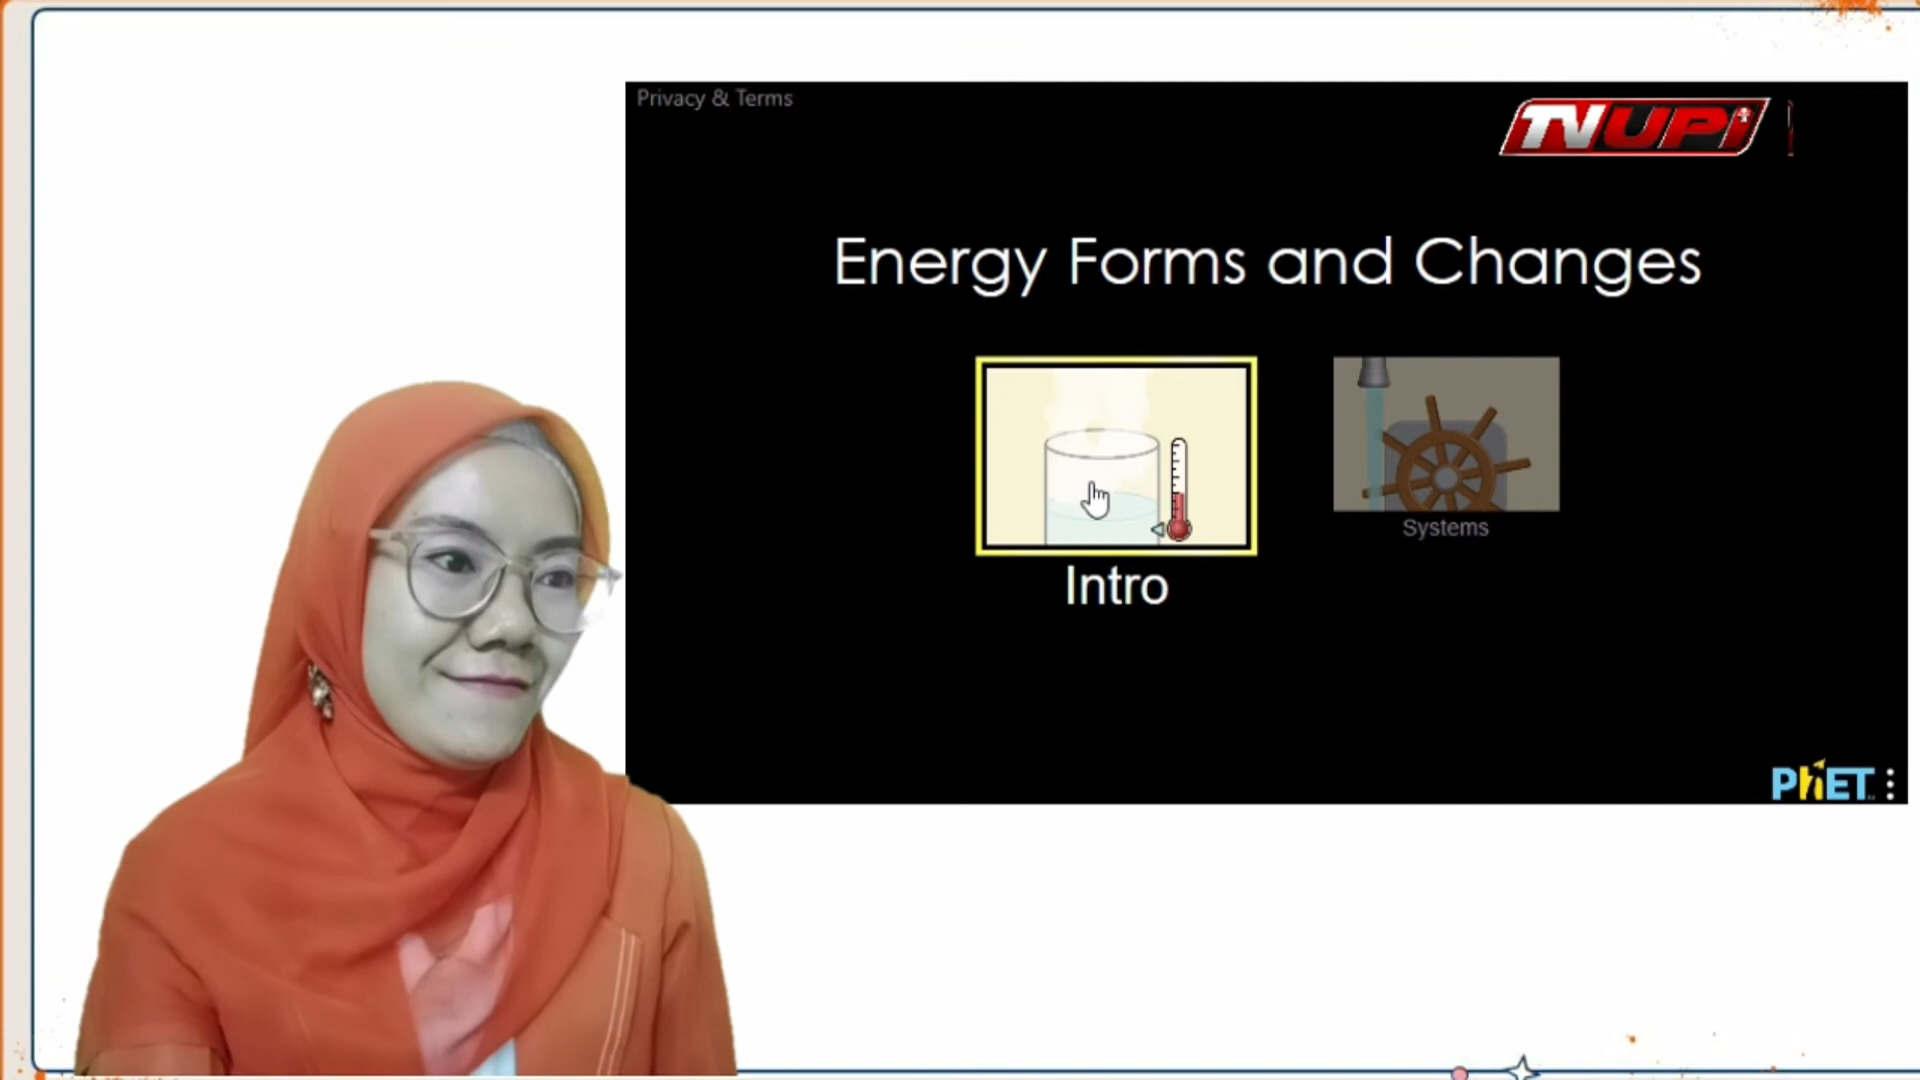 Privacy & Terms
TVUPI
Energy Forms and Changes
Intro
Systems
PhET